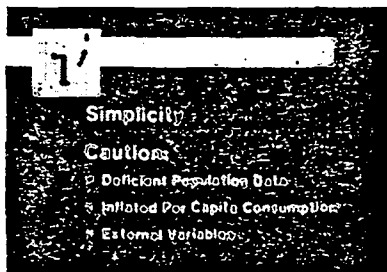 Simplicity
Cautions
Deficient Population Data
Inflated Per Capita Consumption
External Variables